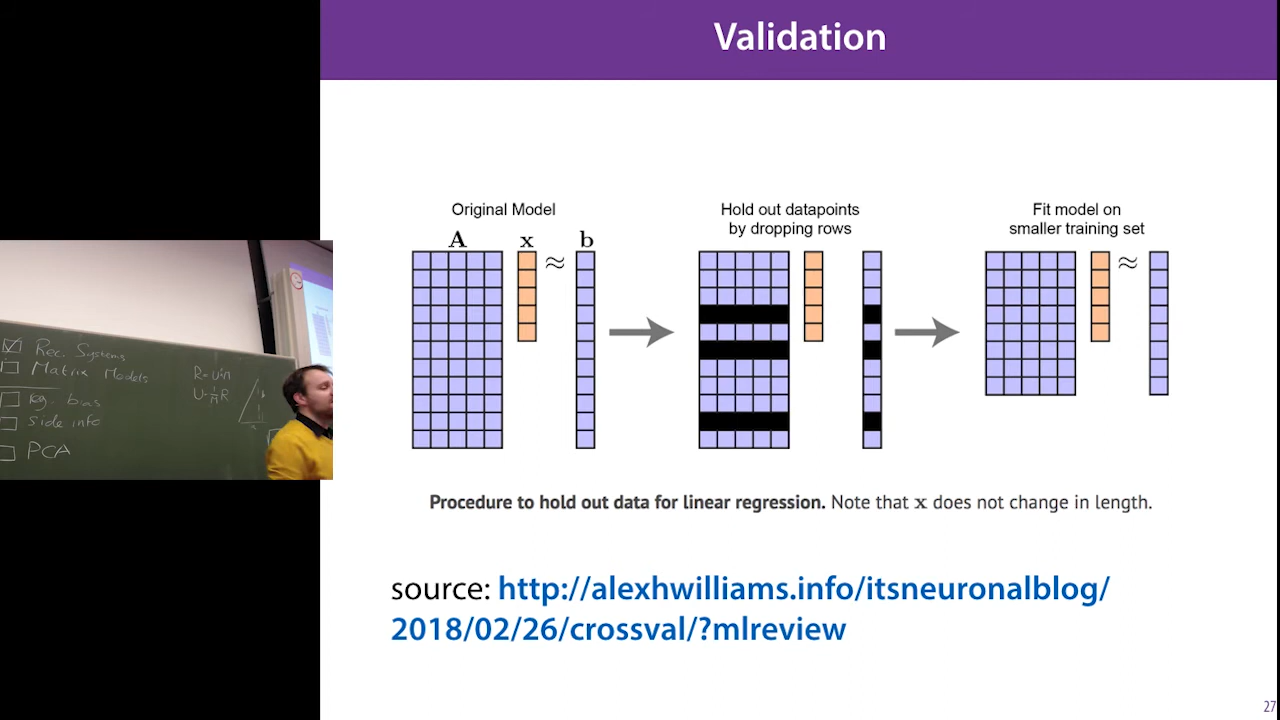 Validation
Original Model
A x ≈ b
Hold out datapoints
by dropping rows
Fit model on
smaller training set
≈
Procedure to hold out data for linear regression. Note that x does not change in length.
source: http://alexhwilliams.info/itsneuronalblog/
2018/02/26/crossval/?mlreview
27
Rec. Systems
Matrix Models
bias
Side info
PCA